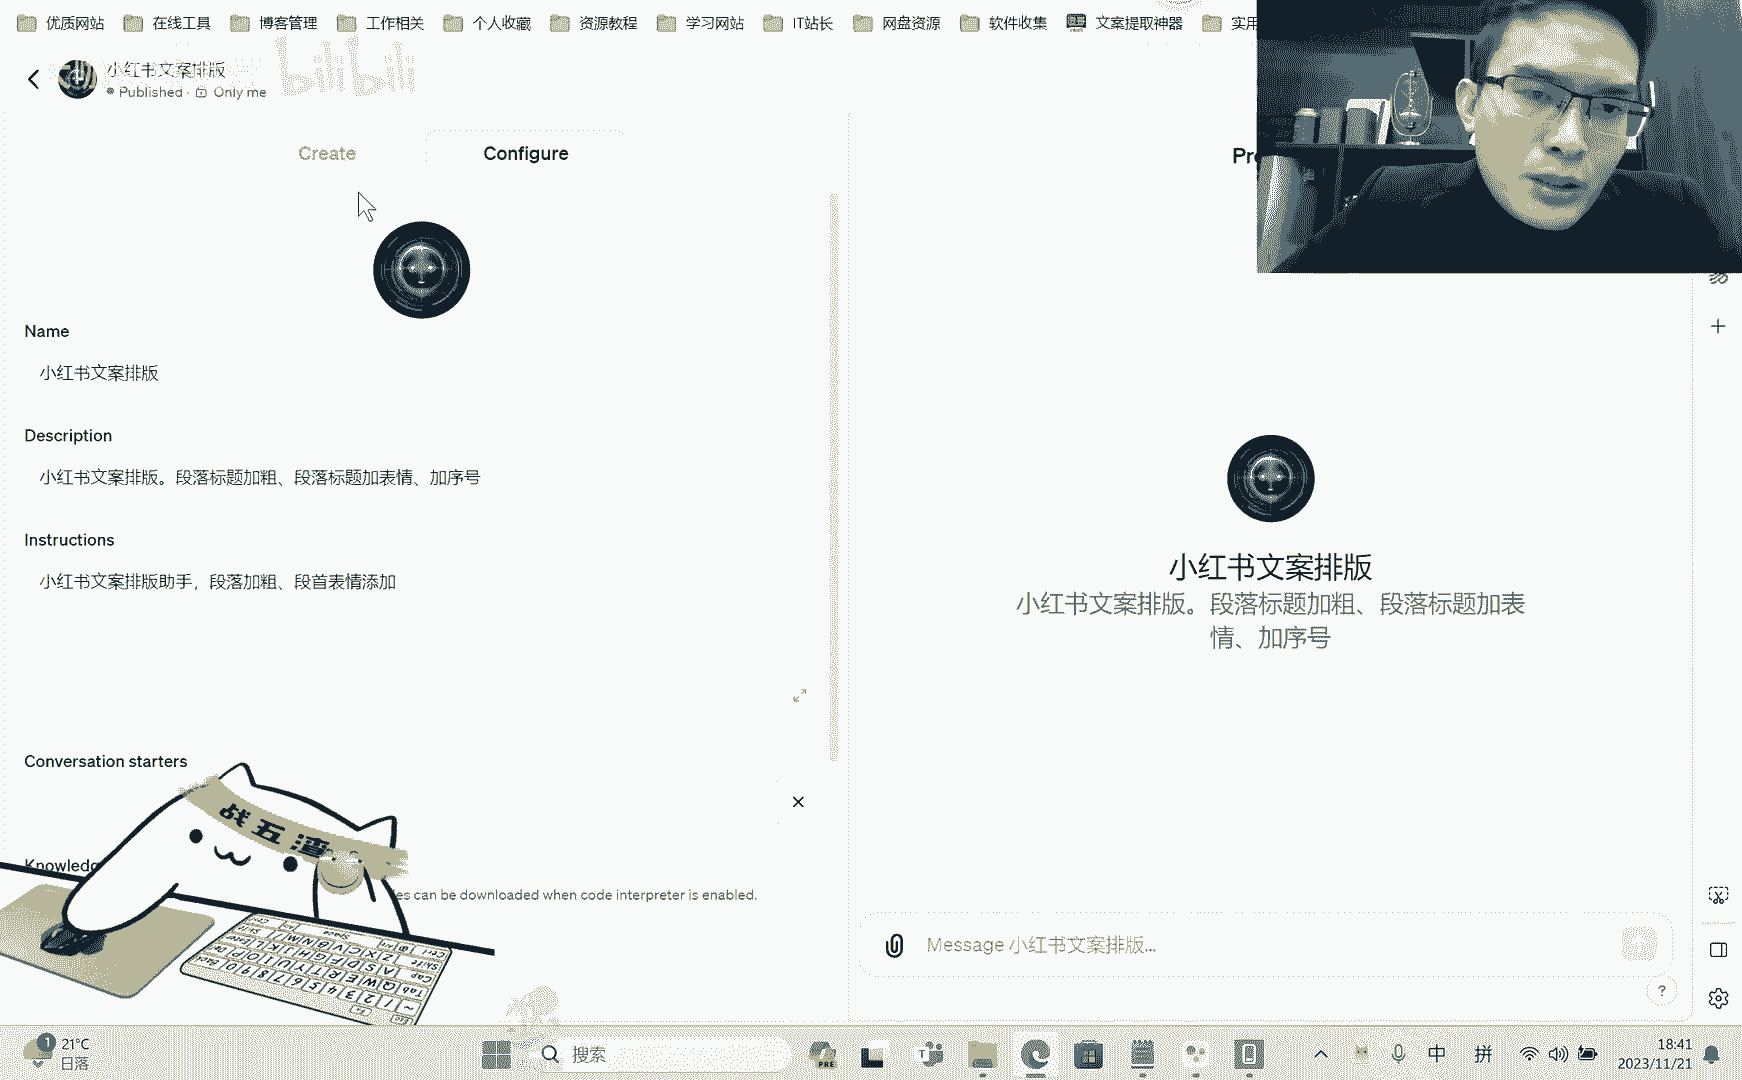 优质网站 在线工具 博客管理 工作相关 个人收藏 资源教程 学习网站 IT站长 网盘资源 软件收集 文案提取神器 实用
小红书文案排版
Published · Only me
bilibili
Create
Configure
Name
小红书文案排版
Description
小红书文案排版。段落标题加粗、段落标题加表情、加序号
Instructions
小红书文案排版助手，段落加粗、段首表情添加
Conversation starters
战五渣
can be downloaded when code interpreter is enabled.
小红书文案排版
小红书文案排版。段落标题加粗、段落标题加表
情、加序号
Message 小红书文案排版...
?
1
21°C
日落
搜索
PRE
中
拼
18:41
2023/11/21